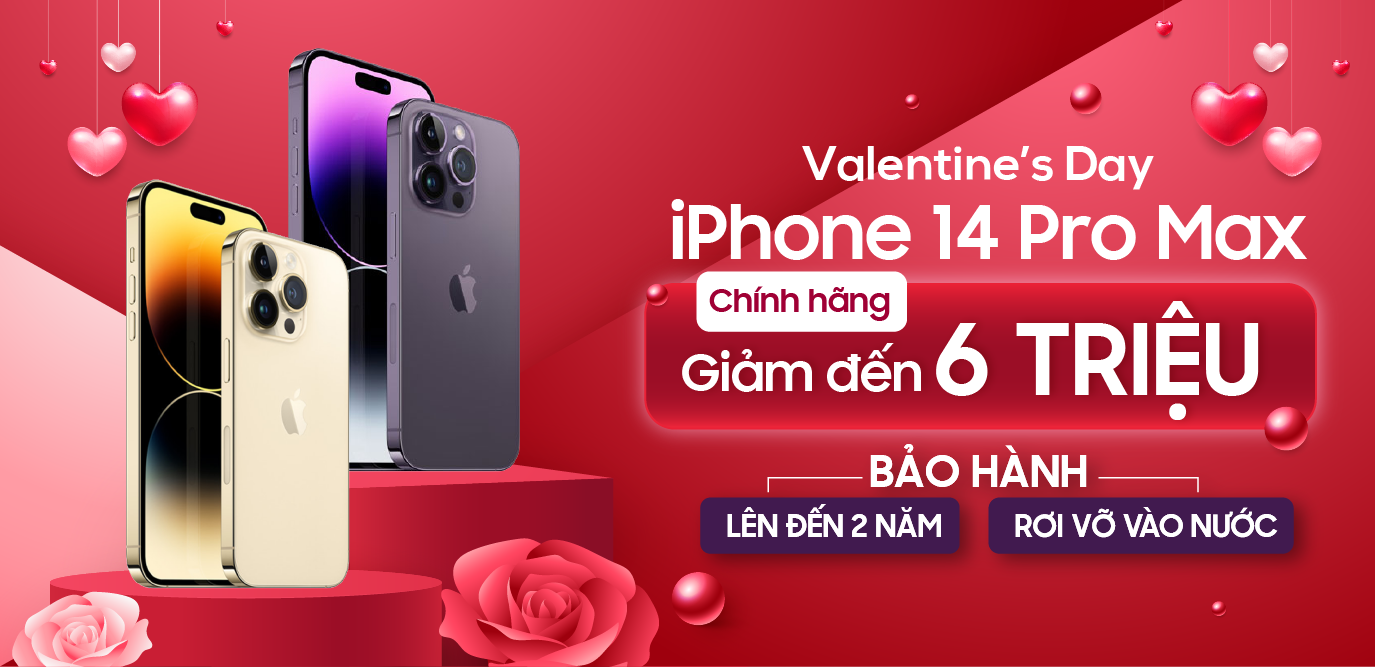 Valentine's Day
iPhone 14 Pro Max
Chính hãng
Giảm đến 6 TRIỆU
BẢO HÀNH
LÊN ĐẾN 2 NĂM
RƠI VỠ VÀO NƯỚC